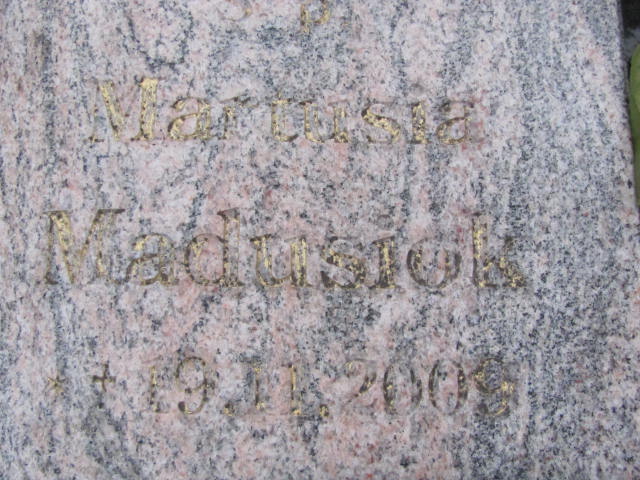 Ś P
Martusia
Madusiok
* + 19.11.2009